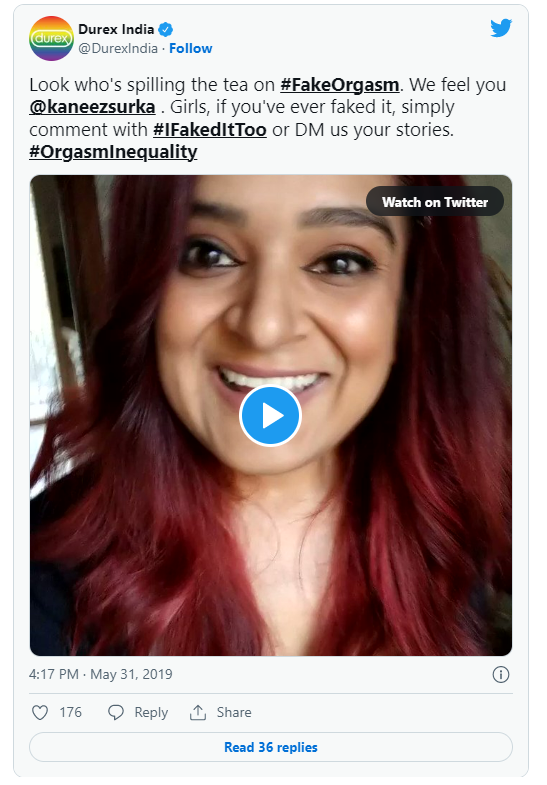 durex
Durex India
@DurexIndia · Follow
Look who's spilling the tea on #FakeOrgasm. We feel you
@kaneezsurka . Girls, if you've ever faked it, simply
comment with #IFakedItToo or DM us your stories.
#OrgasmInequality
Watch on Twitter
4:17 PM · May 31, 2019
176 Reply Share
Read 36 replies